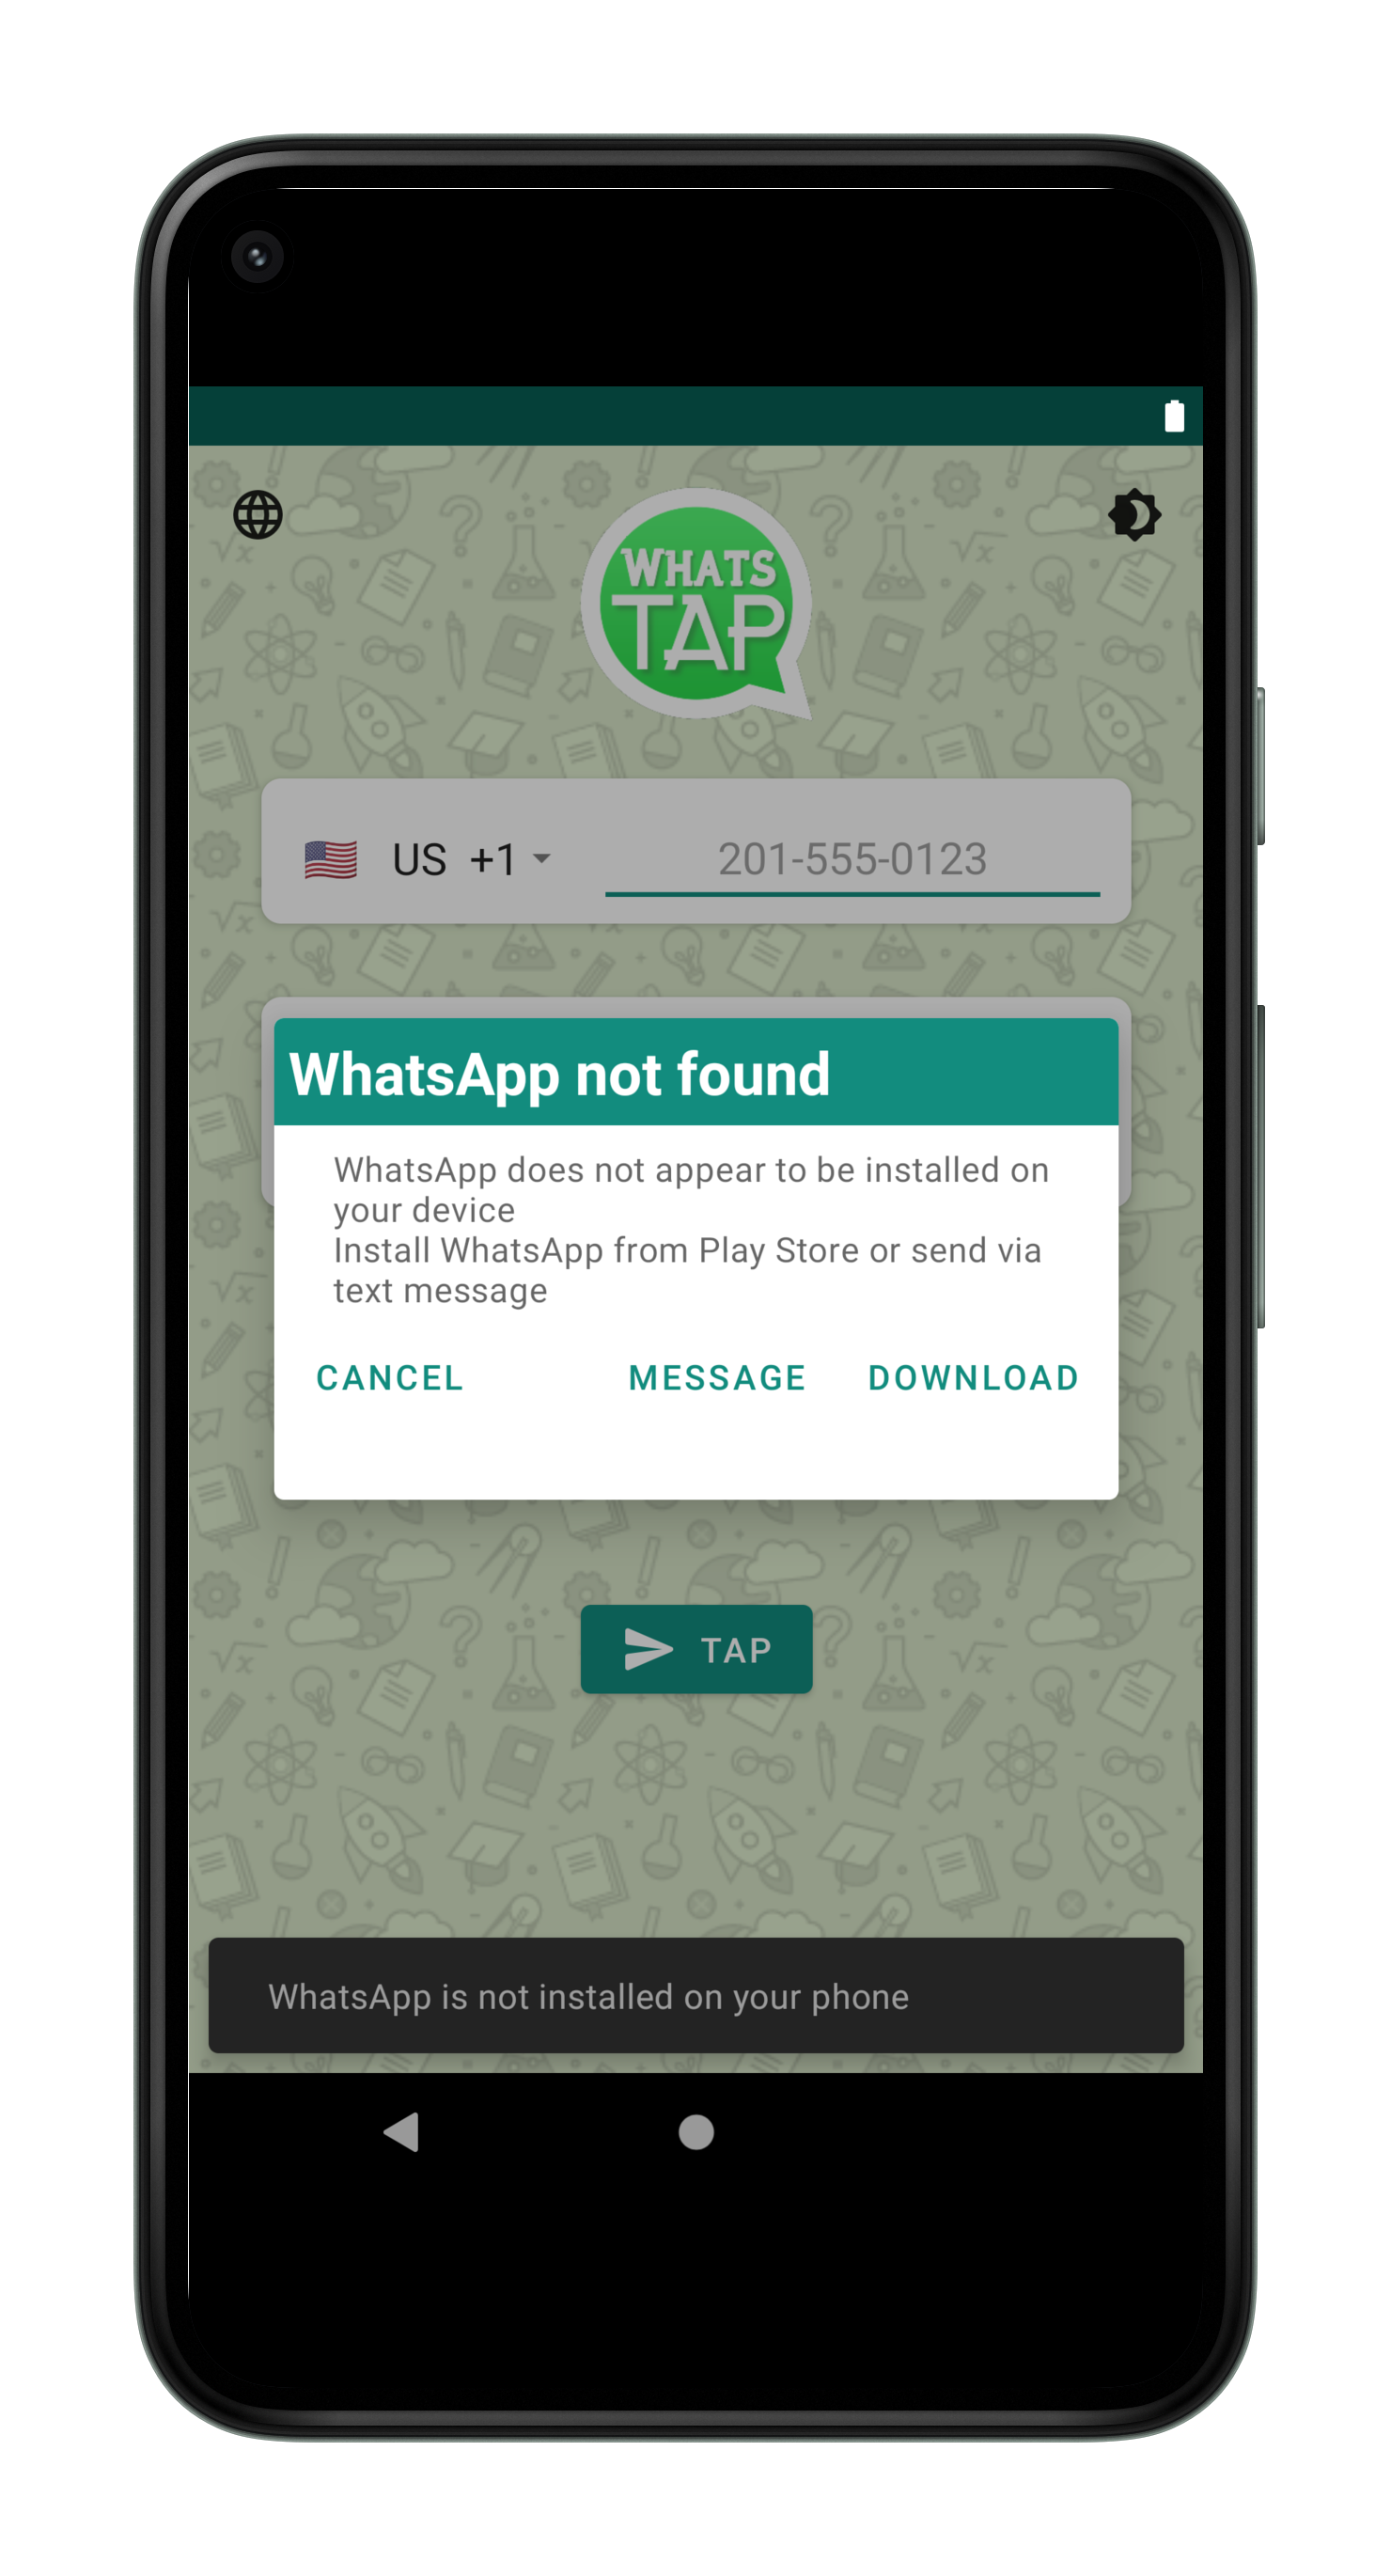 WHATS
TAP
🇺🇸 US +1 201-555-0123
WhatsApp not found
WhatsApp does not appear to be installed on
your device
Install WhatsApp from Play Store or send via
text message
CANCEL MESSAGE DOWNLOAD
TAP
WhatsApp is not installed on your phone